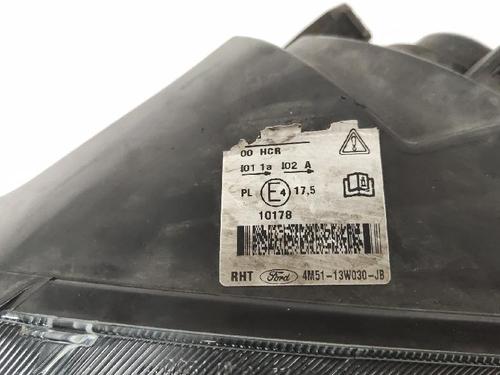 00 HCR
I01 1a I02 A
PL E4 17,5
10178
RHT Ford 4M51-13W030-JB